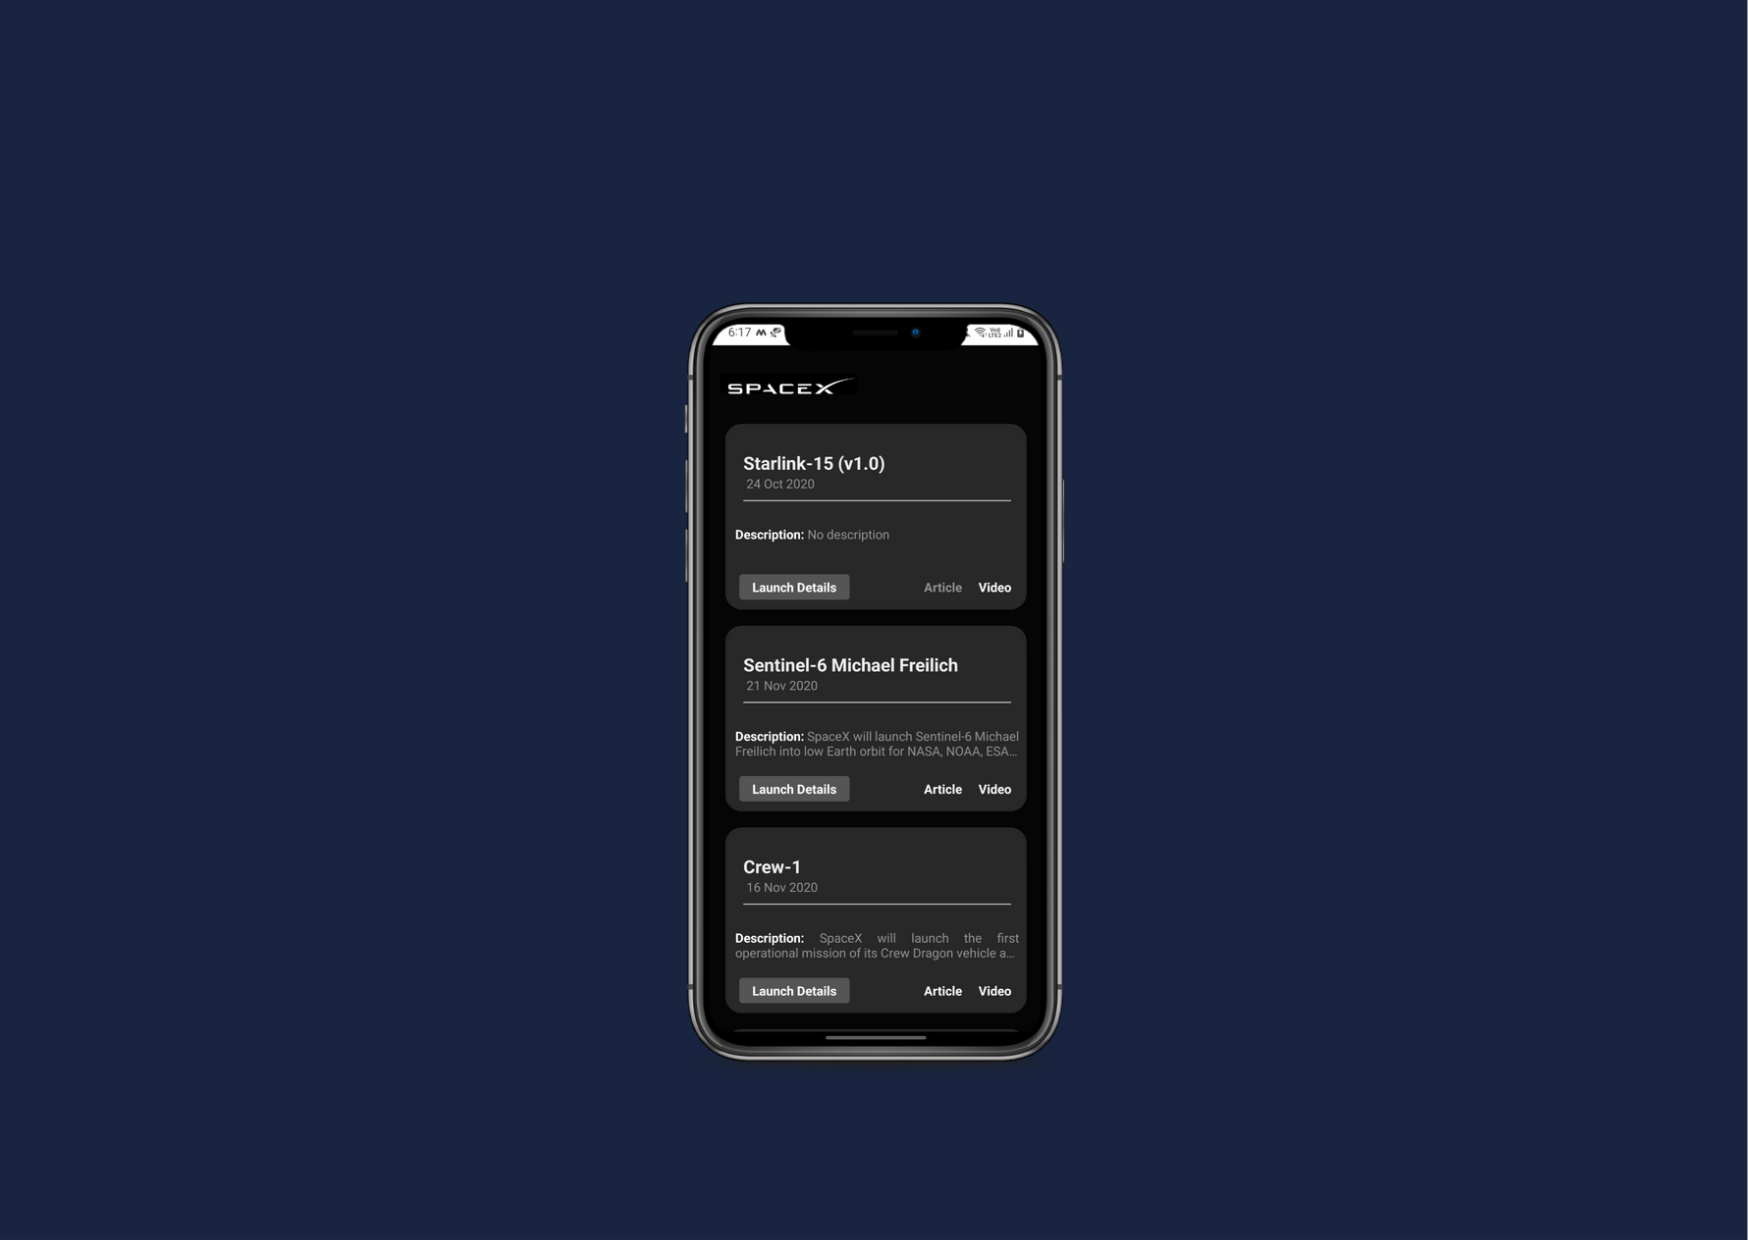 6:17
Vo))
LTE2
SPACEX
Starlink-15 (v1.0)
24 Oct 2020
Description: No description
Launch Details
Article
Video
Sentinel-6 Michael Freilich
21 Nov 2020
Description: SpaceX will launch Sentinel-6 Michael
Freilich into low Earth orbit for NASA, NOAA, ESA...
Launch Details
Article
Video
Crew-1
16 Nov 2020
Description: SpaceX will launch the first
operational mission of its Crew Dragon vehicle a...
Launch Details
Article
Video